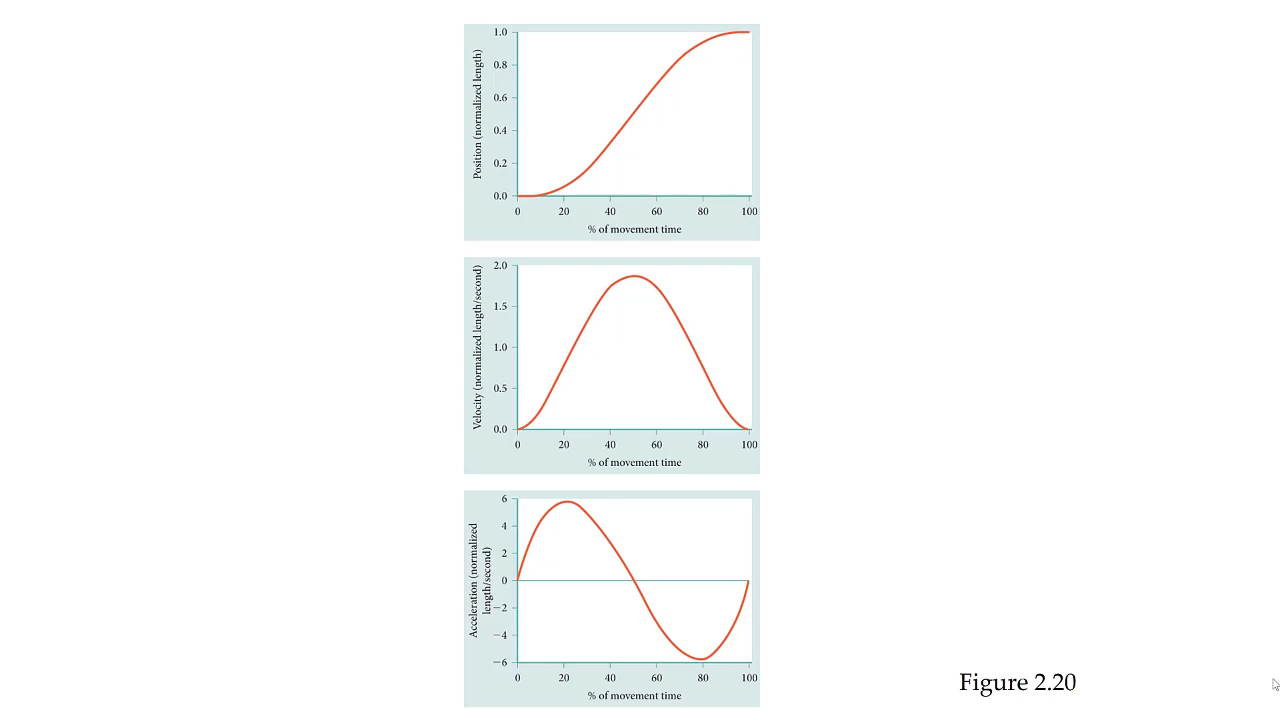 Position (normalized length)
1.0
0.8
0.6
0.4
0.2
0.0
0 20 40 60 80 100
% of movement time
Velocity (normalized length/second)
2.0
1.5
1.0
0.5
0.0
0 20 40 60 80 100
% of movement time
Acceleration (normalized
length/second)
6
4
2
0
−2
−4
−6
0 20 40 60 80 100
% of movement time
Figure 2.20